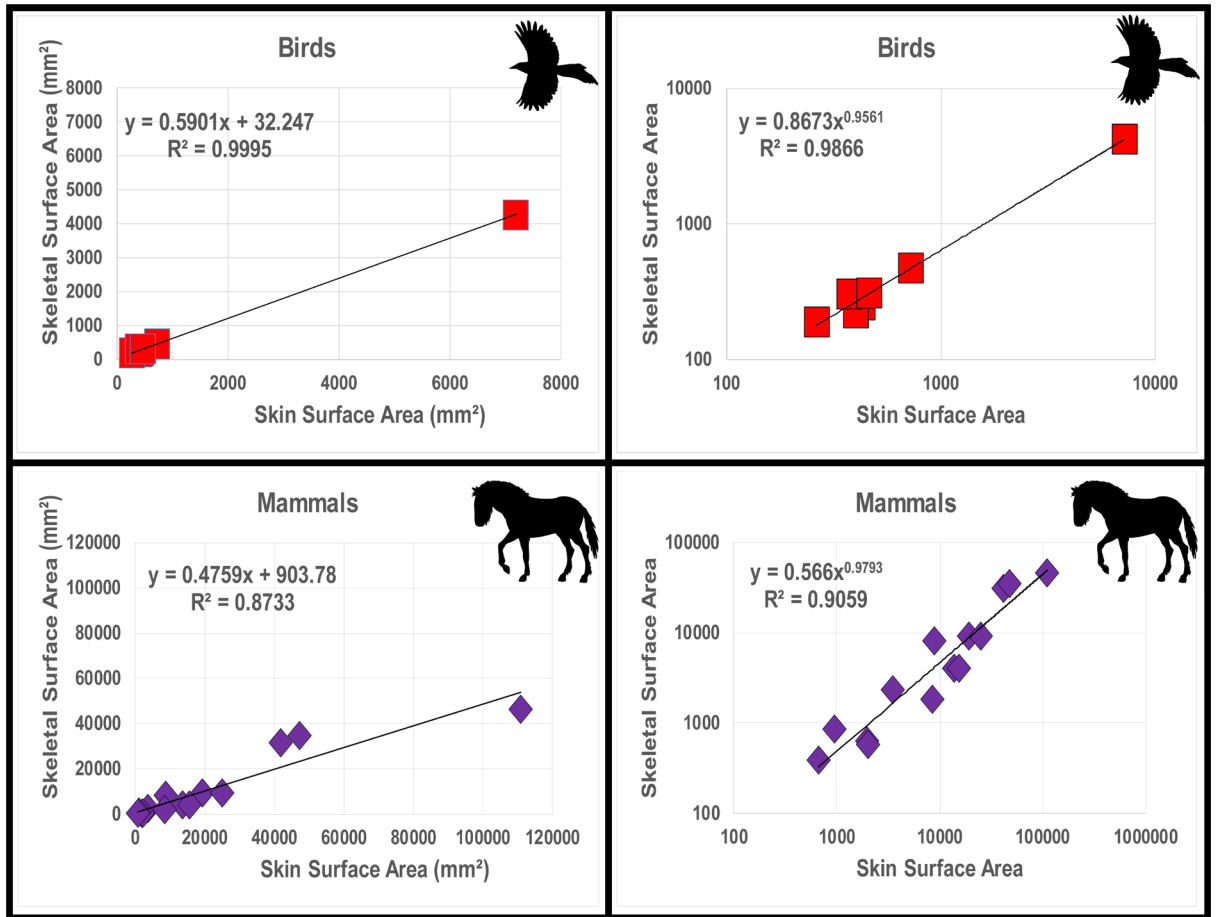 Birds
Skeletal Surface Area (mm²)
8000
7000
6000
5000
4000
3000
2000
1000
0
y = 0.5901x + 32.247
R² = 0.9995
0 2000 4000 6000 8000
Skin Surface Area (mm²)
Birds
Skeletal Surface Area
10000
1000
100
y = 0.8673x^0.9561
R² = 0.9866
100 1000 10000
Skin Surface Area
Mammals
Skeletal Surface Area (mm²)
120000
100000
80000
60000
40000
20000
0
y = 0.4759x + 903.78
R² = 0.8733
0 20000 40000 60000 80000 100000 120000
Skin Surface Area (mm²)
Mammals
Skeletal Surface Area
100000
10000
1000
100
y = 0.566x^0.9793
R² = 0.9059
100 1000 10000 100000 1000000
Skin Surface Area